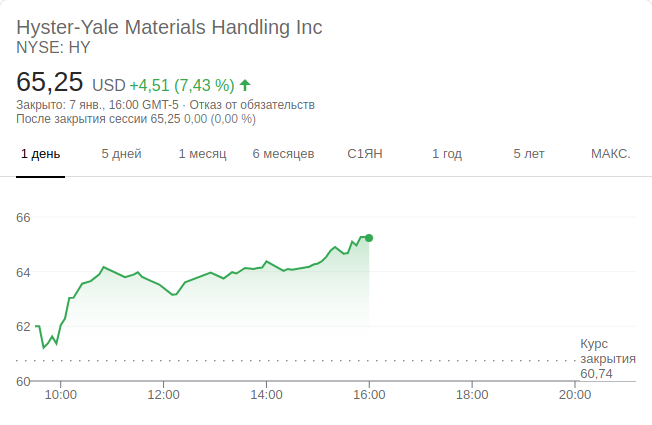 Hyster-Yale Materials Handling Inc
NYSE: HY
65,25 USD +4,51 (7,43 %)
Закрыто: 7 янв., 16:00 GMT-5 · Отказ от обязательств
После закрытия сессии 65,25 0,00 (0,00 %)
1 день 5 дней 1 месяц 6 месяцев С1ЯН 1 год 5 лет МАКС.
66
64
62
Курс
закрытия
60,74
60
10:00 12:00 14:00 16:00 18:00 20:00